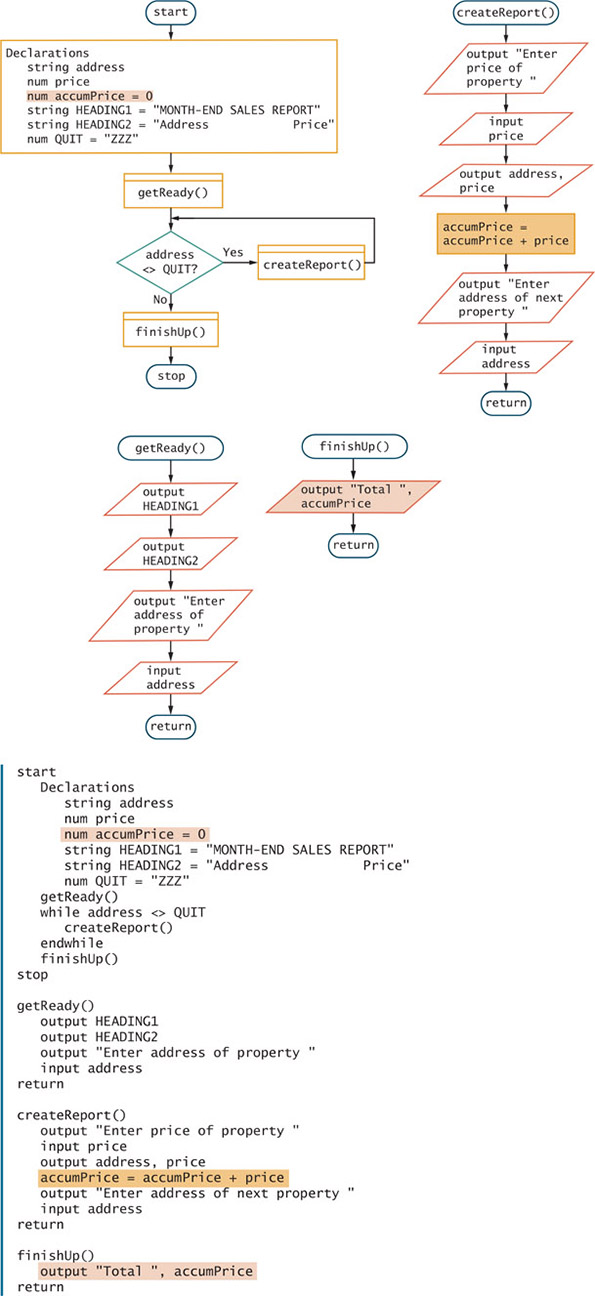 start
Declarations
string address
num price
num accumPrice = 0
string HEADING1 = "MONTH-END SALES REPORT"
string HEADING2 = "Address Price"
num QUIT = "ZZZ"
getReady()
address
<> QUIT?
Yes
createReport()
No
finishUp()
stop
createReport()
output "Enter
price of
property "
input
price
output address,
price
accumPrice =
accumPrice + price
output "Enter
address of next
property "
input
address
return
getReady()
output
HEADING1
output
HEADING2
output "Enter
address of
property "
input
address
return
finishUp()
output "Total ",
accumPrice
return
start
Declarations
string address
num price
num accumPrice = 0
string HEADING1 = "MONTH-END SALES REPORT"
string HEADING2 = "Address Price"
num QUIT = "ZZZ"
getReady()
while address <> QUIT
createReport()
endwhile
finishUp()
stop
getReady()
output HEADING1
output HEADING2
output "Enter address of property "
input address
return
createReport()
output "Enter price of property "
input price
output address, price
accumPrice = accumPrice + price
output "Enter address of next property "
input address
return
finishUp()
output "Total ", accumPrice
return